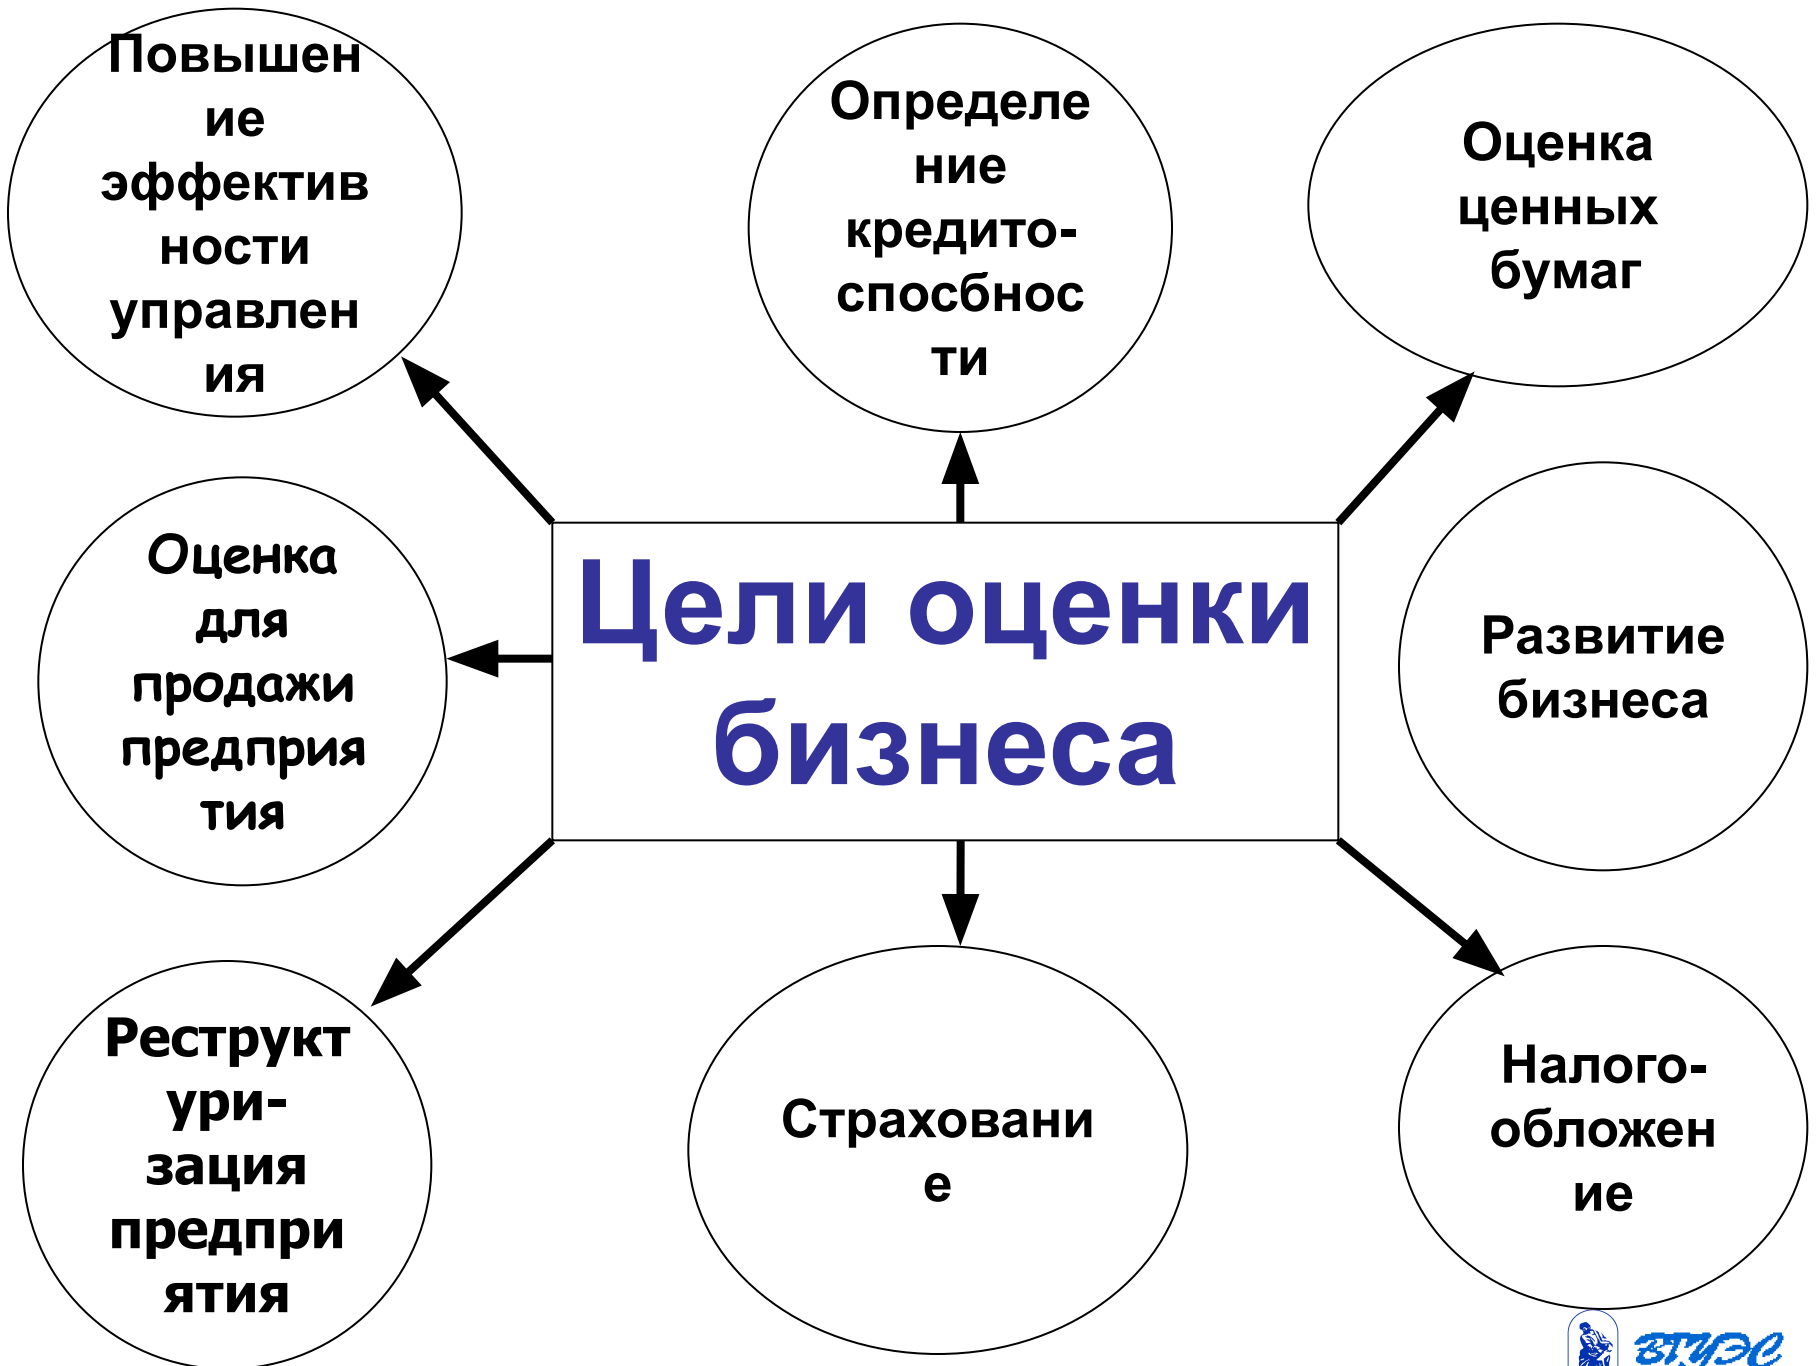 Повышен
ие
эффектив
ности
управлен
ия
Определе
ние
кредито-
спосбнос
ти
Оценка
ценных
бумаг
Оценка
для
продажи
предприя
тия
Цели оценки
бизнеса
Развитие
бизнеса
Реструкт
ури-
зация
предпри
ятия
Страховани
е
Налого-
обложен
ие
ВГУЭС